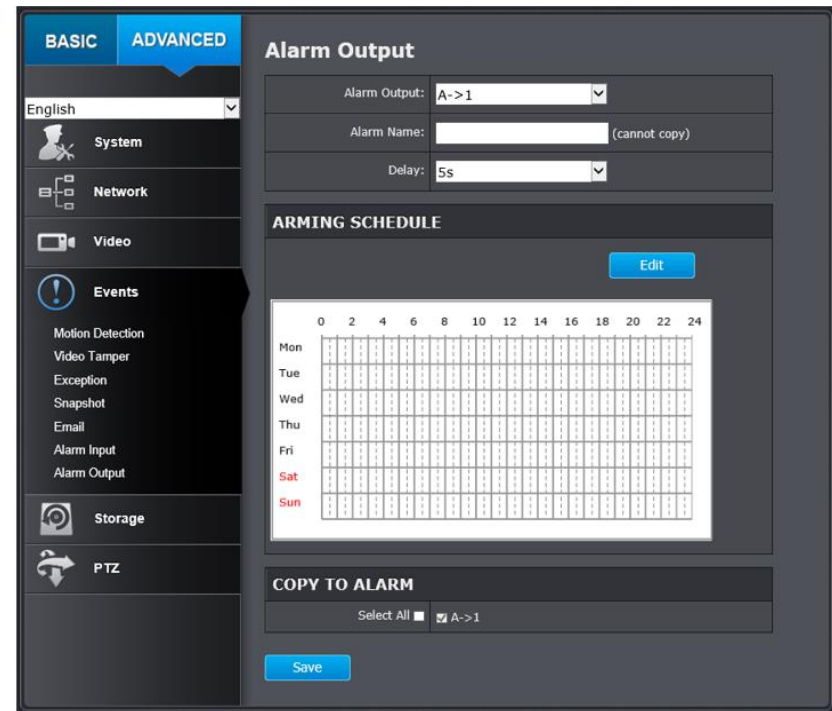 BASIC ADVANCED
English
System
Network
Video
Events
Motion Detection
Video Tamper
Exception
Snapshot
Email
Alarm Input
Alarm Output
Storage
PTZ
Alarm Output
Alarm Output: A->1
Alarm Name: (cannot copy)
Delay: 5s
ARMING SCHEDULE
Edit
0 2 4 6 8 10 12 14 16 18 20 22 24
Mon
Tue
Wed
Thu
Fri
Sat
Sun
COPY TO ALARM
Select All A->1
Save